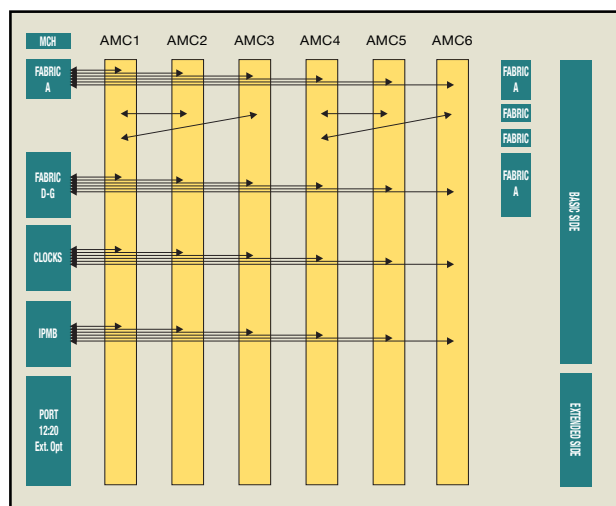 MCH AMC1 AMC2 AMC3 AMC4 AMC5 AMC6
FABRIC
A
FABRIC
D-G
CLOCKS
IPMB
PORT
12:20
Ext. Opt
FABRIC
A
FABRIC
FABRIC
FABRIC
A
BASIC SIDE
EXTENDED SIDE